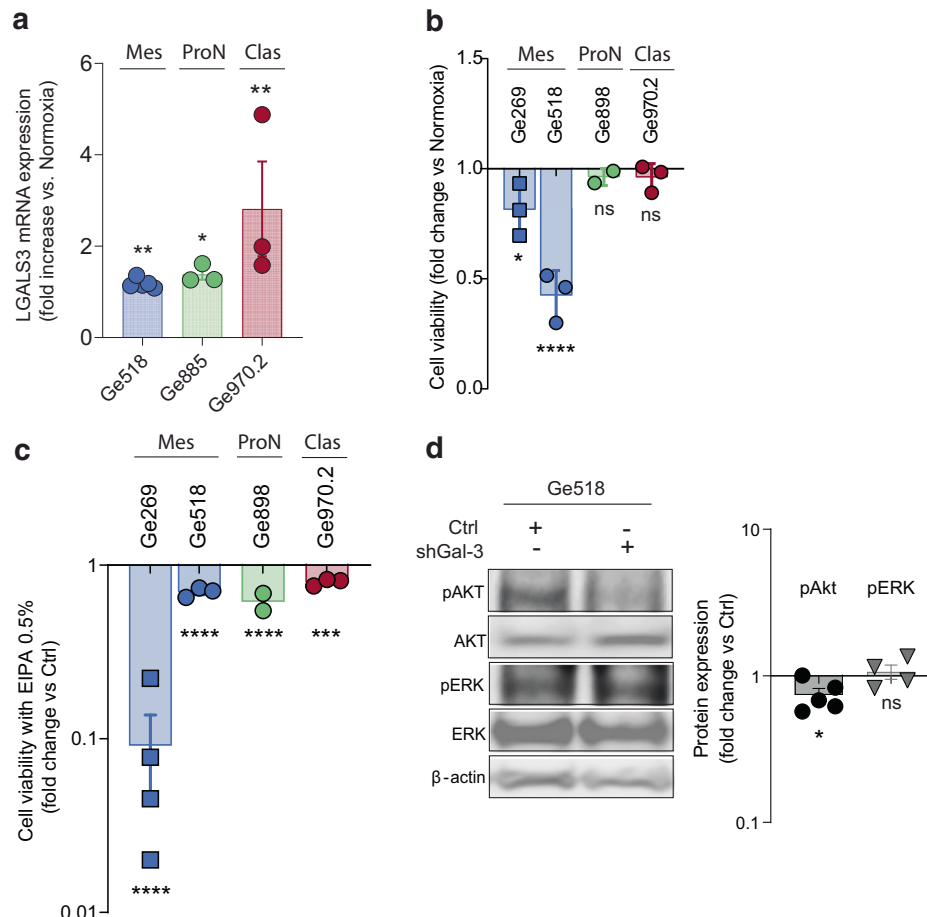 a
Mes ProN Clas
LGALS3 mRNA expression
(fold increase vs. Normoxia)
6
4
2
0
**
*
**
Ge518
Ge885
Ge970.2
b
Mes ProN Clas
Ge269
Ge518
Ge898
Ge970.2
Cell viability (fold change vs Normoxia)
1.5
1.0
0.5
0.0
*
****
ns
ns
c
Mes ProN Clas
Ge269
Ge518
Ge898
Ge970.2
Cell viability with EIPA 0.5%
(fold change vs Ctrl)
1
0.1
0.01
****
****
****
***
d
Ge518
Ctrl + -
shGal-3 - +
pAKT
AKT
pERK
ERK
β-actin
Protein expression
(fold change vs Ctrl)
10
1
0.1
pAkt pERK
*
ns